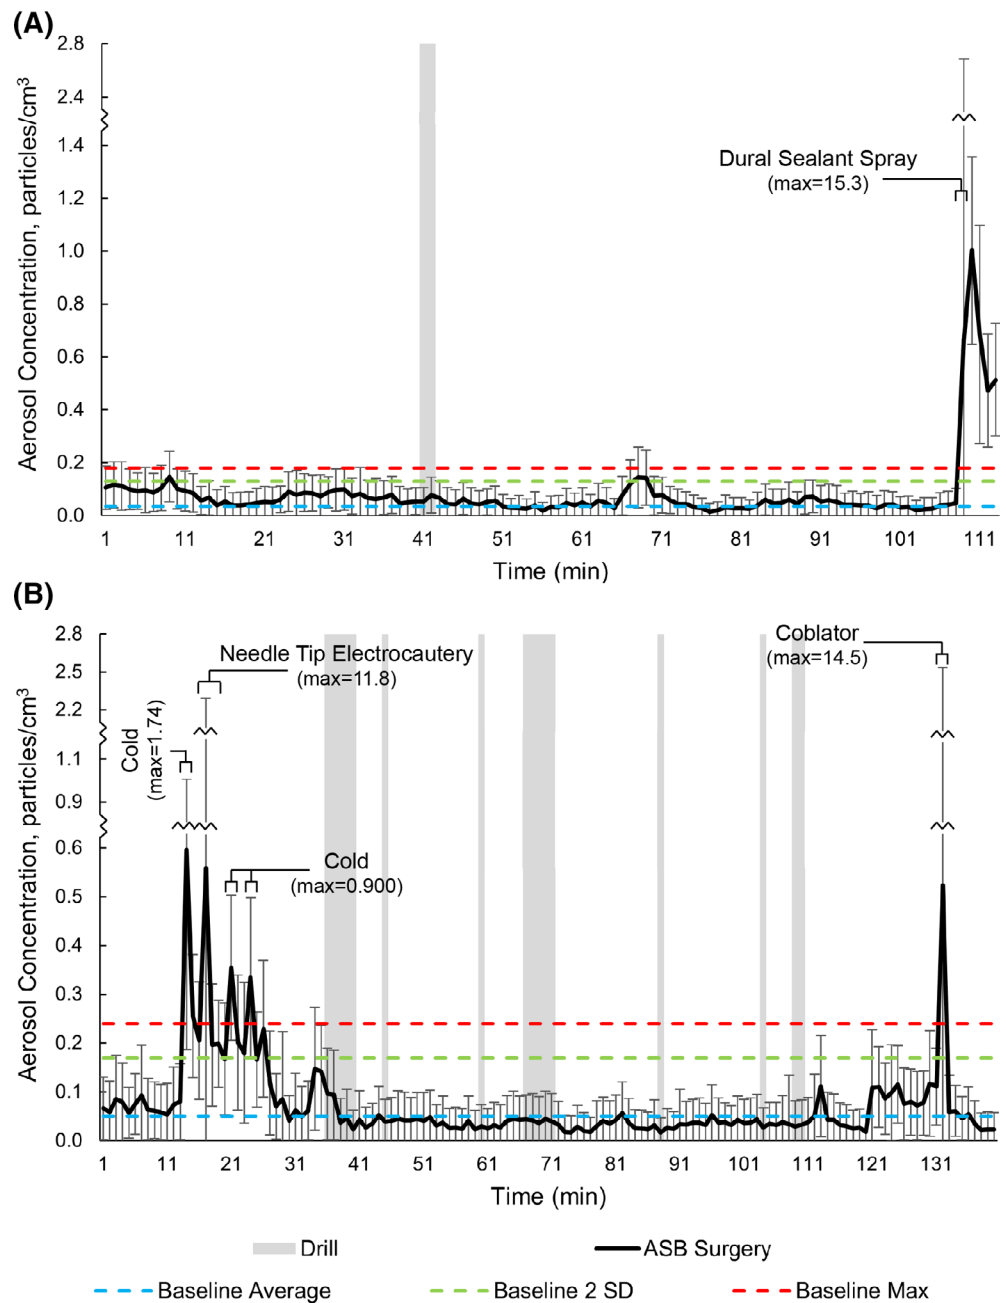 (A)
2.8
2.4
1.4
1.2
1.0
0.8
0.6
0.4
0.2
0.0
Aerosol Concentration, particles/cm³
Dural Sealant Spray
(max=15.3)
1 11 21 31 41 51 61 71 81 91 101 111
Time (min)
(B)
2.8
2.5
2.2
1.1
0.9
0.6
0.5
0.4
0.3
0.2
0.1
0.0
Aerosol Concentration, particles/cm³
Cold
(max=1.74)
Needle Tip Electrocautery
(max=11.8)
Cold
(max=0.900)
Coblator
(max=14.5)
1 11 21 31 41 51 61 71 81 91 101 111 121 131
Time (min)
Drill ASB Surgery
Baseline Average Baseline 2 SD Baseline Max